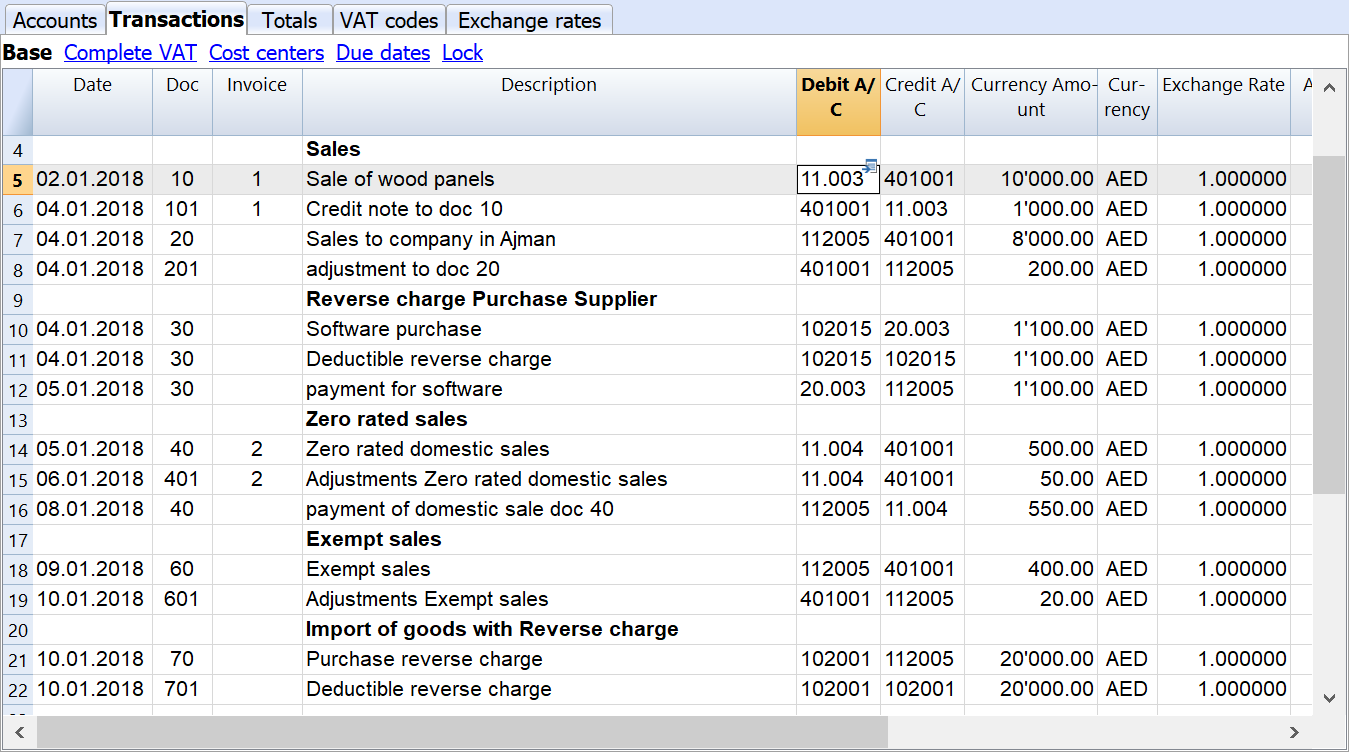 Accounts Transactions Totals VAT codes Exchange rates
Base Complete VAT Cost centers Due dates Lock
Date Doc Invoice Description Debit A/ Credit A/ Currency Amo- Cur- Exchange Rate A
C C unt rency
4 Sales
5 02.01.2018 10 1 Sale of wood panels 11.003 401001 10'000.00 AED 1.000000
6 04.01.2018 101 1 Credit note to doc 10 401001 11.003 1'000.00 AED 1.000000
7 04.01.2018 20 Sales to company in Ajman 112005 401001 8'000.00 AED 1.000000
8 04.01.2018 201 adjustment to doc 20 401001 112005 200.00 AED 1.000000
9 Reverse charge Purchase Supplier
10 04.01.2018 30 Software purchase 102015 20.003 1'100.00 AED 1.000000
11 04.01.2018 30 Deductible reverse charge 102015 102015 1'100.00 AED 1.000000
12 05.01.2018 30 payment for software 20.003 112005 1'100.00 AED 1.000000
13 Zero rated sales
14 05.01.2018 40 2 Zero rated domestic sales 11.004 401001 500.00 AED 1.000000
15 06.01.2018 401 2 Adjustments Zero rated domestic sales 11.004 401001 50.00 AED 1.000000
16 08.01.2018 40 payment of domestic sale doc 40 112005 11.004 550.00 AED 1.000000
17 Exempt sales
18 09.01.2018 60 Exempt sales 112005 401001 400.00 AED 1.000000
19 10.01.2018 601 Adjustments Exempt sales 401001 112005 20.00 AED 1.000000
20 Import of goods with Reverse charge
21 10.01.2018 70 Purchase reverse charge 102001 112005 20'000.00 AED 1.000000
22 10.01.2018 701 Deductible reverse charge 102001 102001 20'000.00 AED 1.000000